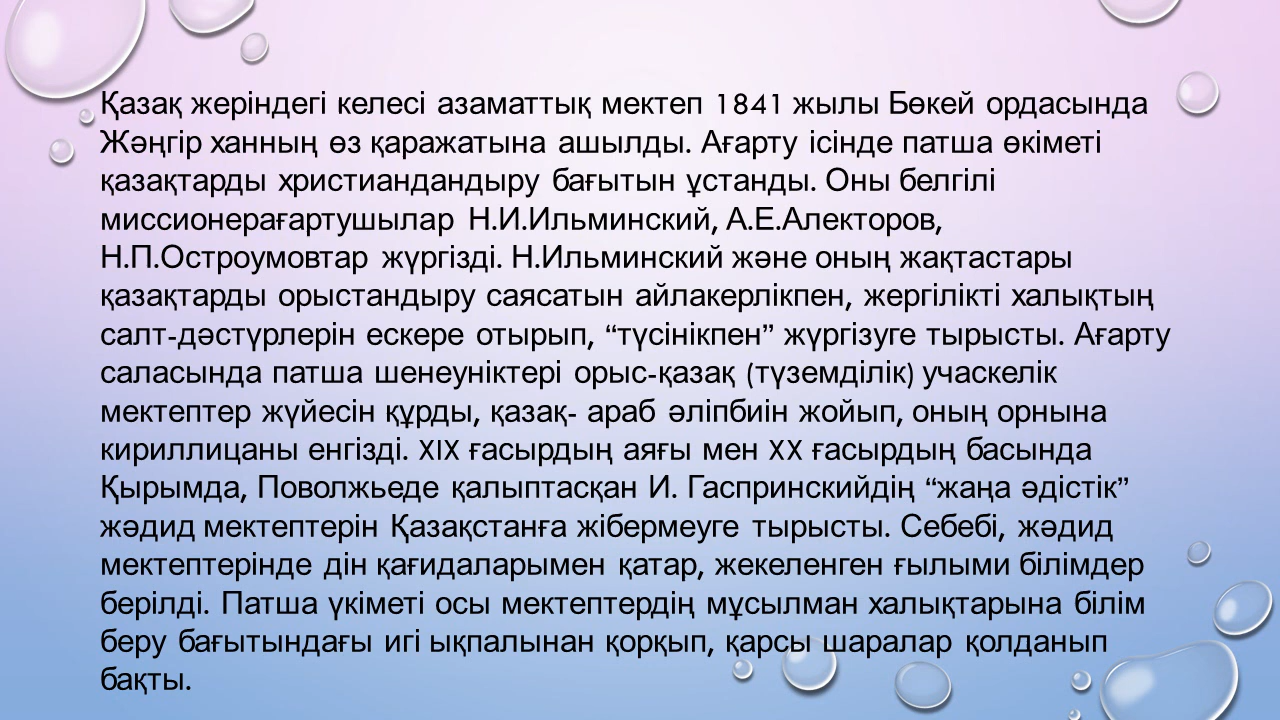 Қазақ жеріндегі келесі азаматтық мектеп 1841 жылы Бөкей ордасында
Жәңгір ханның өз қаражатына ашылды. Ағарту ісінде патша өкіметі
қазақтарды христиандандыру бағытын ұстанды. Оны белгілі
миссионерағартушылар Н.И.Ильминский, А.Е.Алекторов,
Н.П.Остроумовтар жүргізді. Н.Ильминский және оның жақтастары
қазақтарды орыстандыру саясатын айлакерлікпен, жергілікті халықтың
салт-дәстүрлерін ескере отырып, “түсінікпен” жүргізуге тырысты. Ағарту
саласында патша шенеуніктері орыс-қазақ (түземділік) учаскелік
мектептер жүйесін құрды, қазақ- араб әліпбиін жойып, оның орнына
кириллицаны енгізді. XIX ғасырдың аяғы мен XX ғасырдың басында
Қырымда, Поволжьеде қалыптасқан И. Гаспринскийдің “жаңа әдістік”
жәдид мектептерін Қазақстанға жібермеуге тырысты. Себебі, жәдид
мектептерінде дін қағидаларымен қатар, жекеленген ғылыми білімдер
берілді. Патша үкіметі осы мектептердің мұсылман халықтарына білім
беру бағытындағы игі ықпалынан қорқып, қарсы шаралар қолданып
бақты.